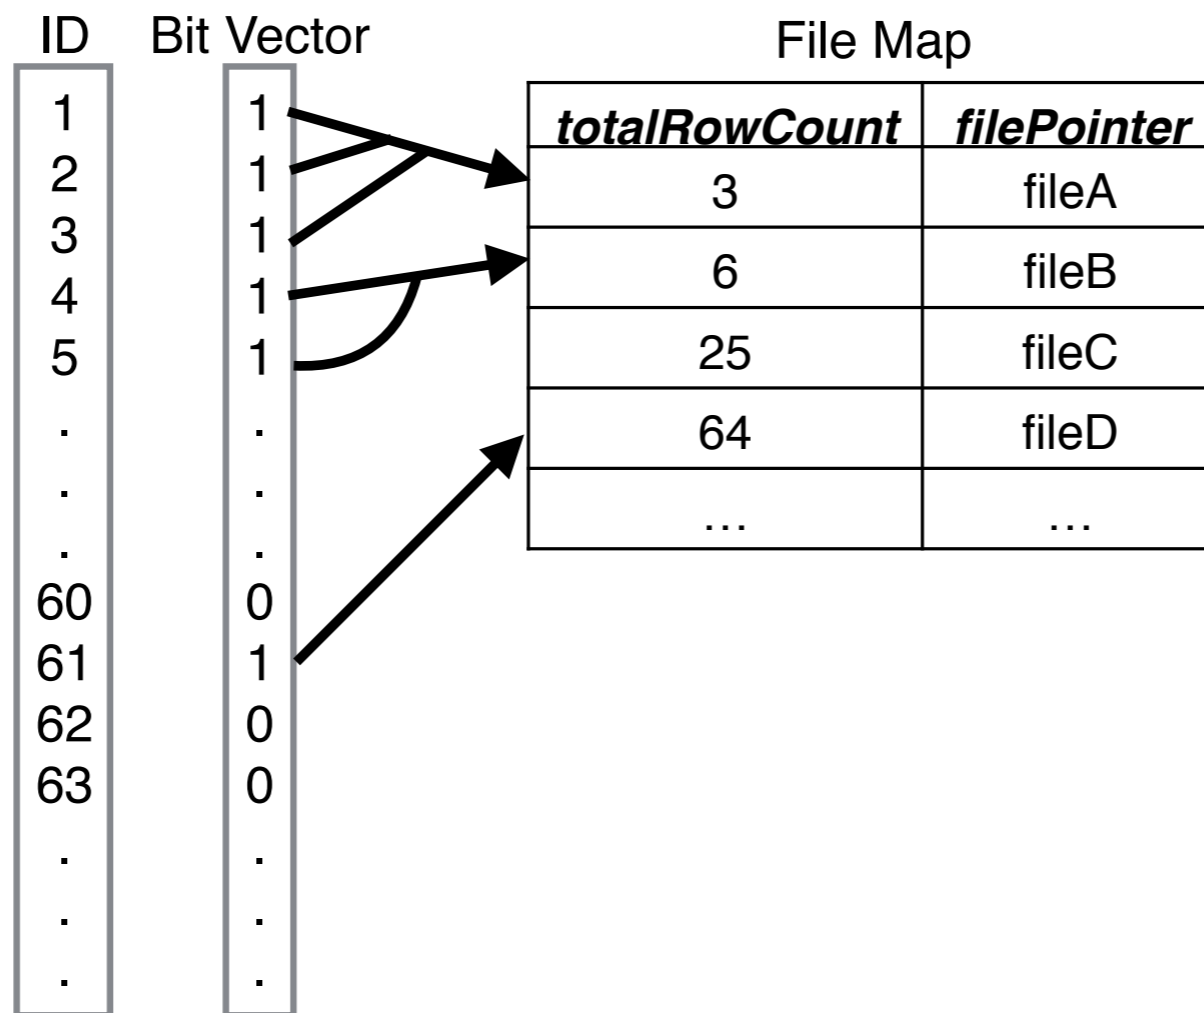 ID Bit Vector File Map
totalRowCount filePointer
1 1
3 fileA
2 1
3 1
6 fileB
4 1
5 1
25 fileC
. .
64 fileD
. .
... ...
. .
60 0
61 1
62 0
63 0
. .
. .
. .